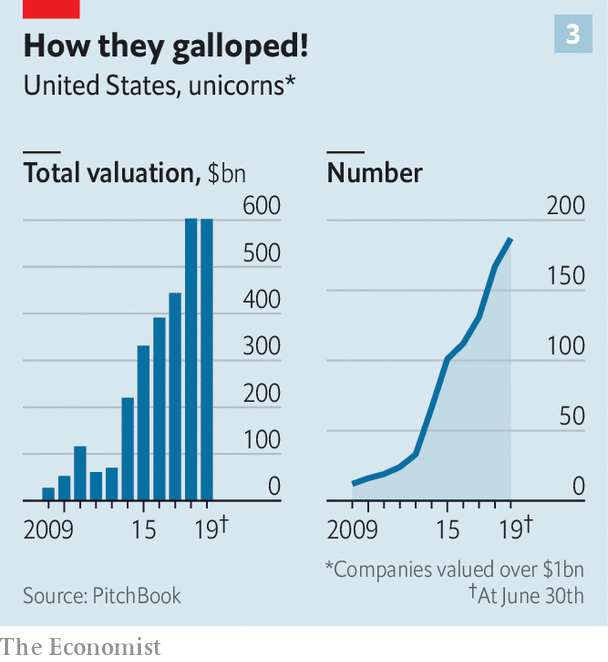 How they galloped!
3
United States, unicorns*
Total valuation, $bn
600
500
400
300
200
100
0
2009
15
19†
Number
200
150
100
50
0
2009
15
19†
*Companies valued over $1bn
†At June 30th
Source: PitchBook
The Economist